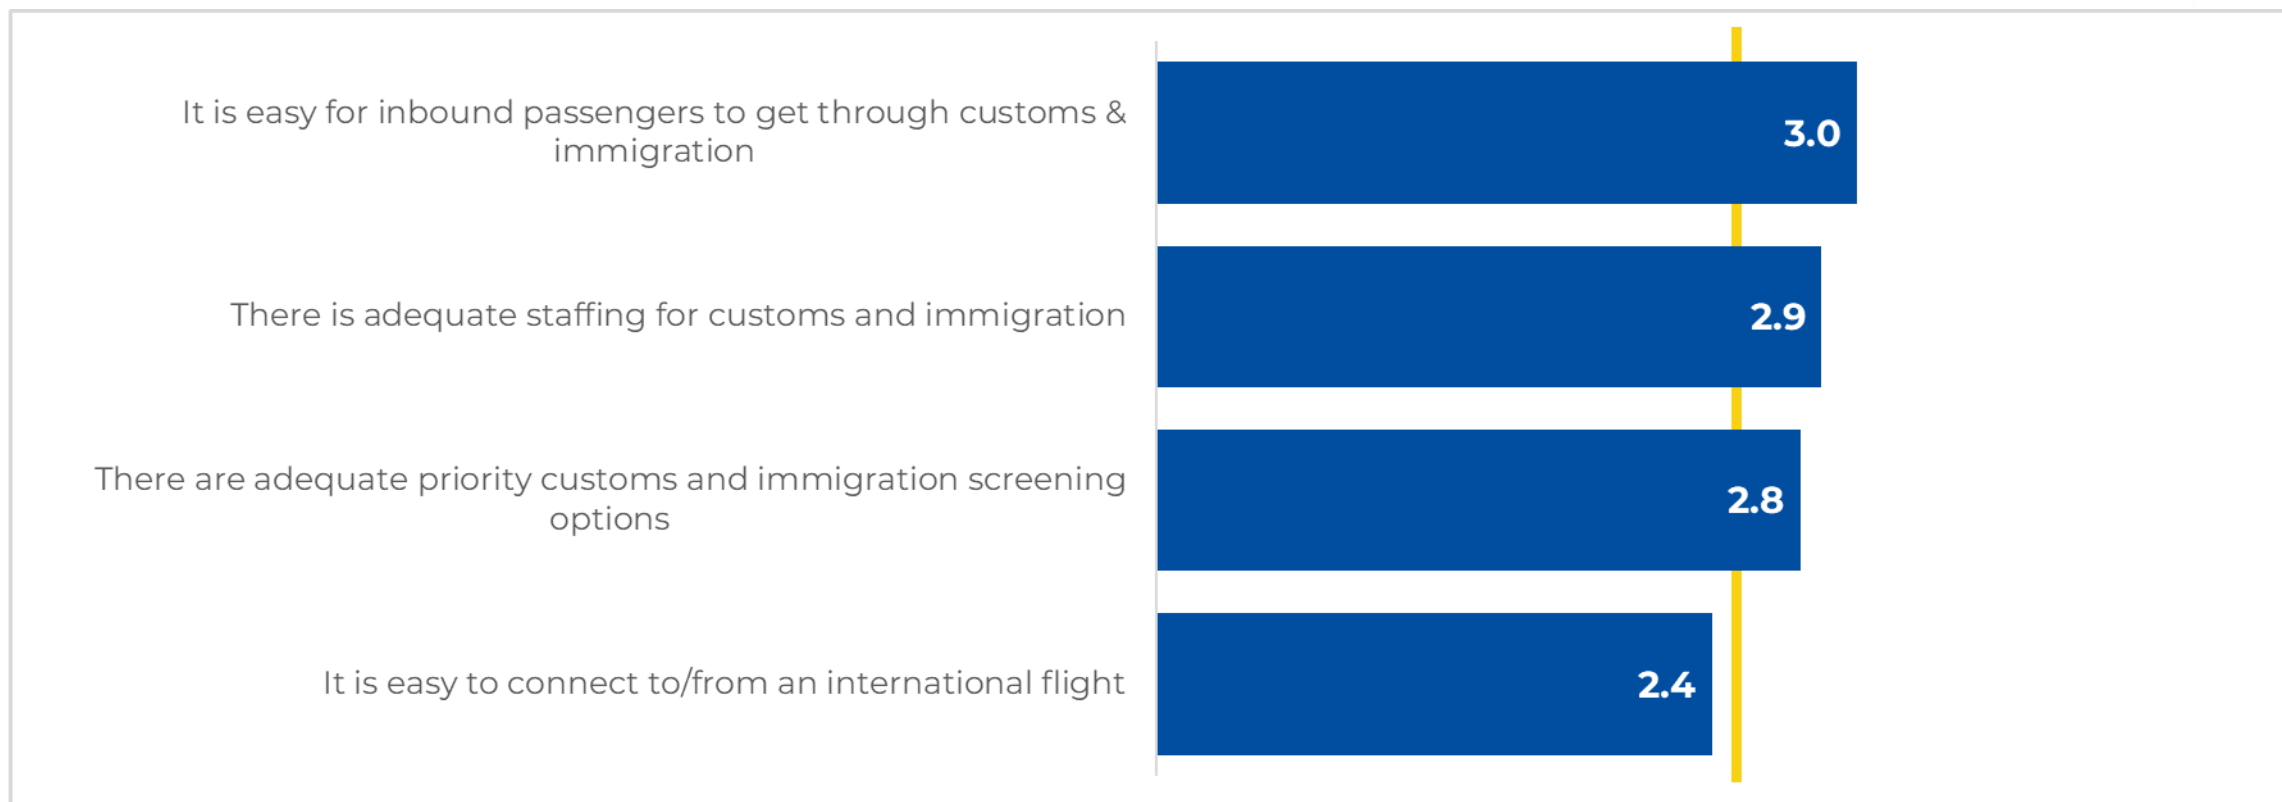 It is easy for inbound passengers to get through customs &
immigration
3.0
There is adequate staffing for customs and immigration
2.9
There are adequate priority customs and immigration screening
options
2.8
It is easy to connect to/from an international flight
2.4